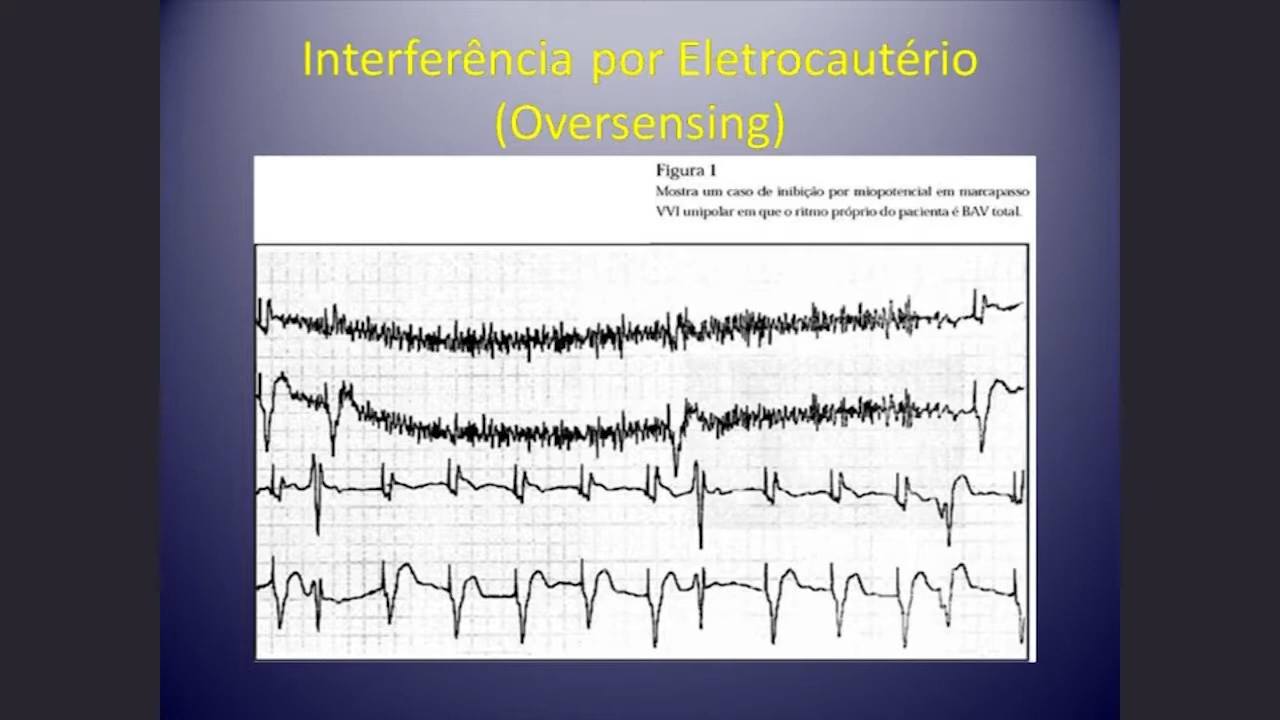 Interferência por Eletrocautério
(Oversensing)
Figura 1
Mostra um caso de inibição por miopotencial em marcapasso
VVI unipolar em que o ritmo próprio do pacienta é BAV total.